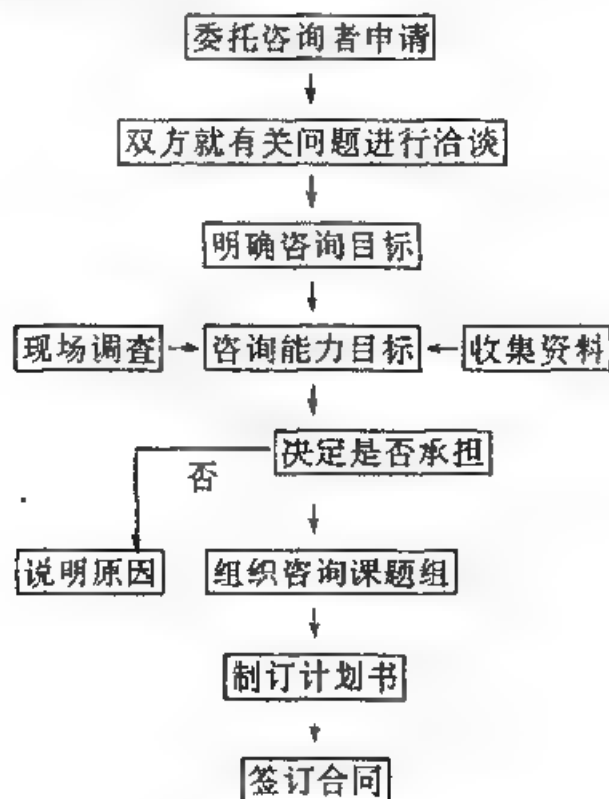 委托咨询者申请
双方就有关问题进行洽谈
明确咨询目标
现场调查 咨询能力目标 收集资料
决定是否承担
否
说明原因 组织咨询课题组
制订计划书
签订合同